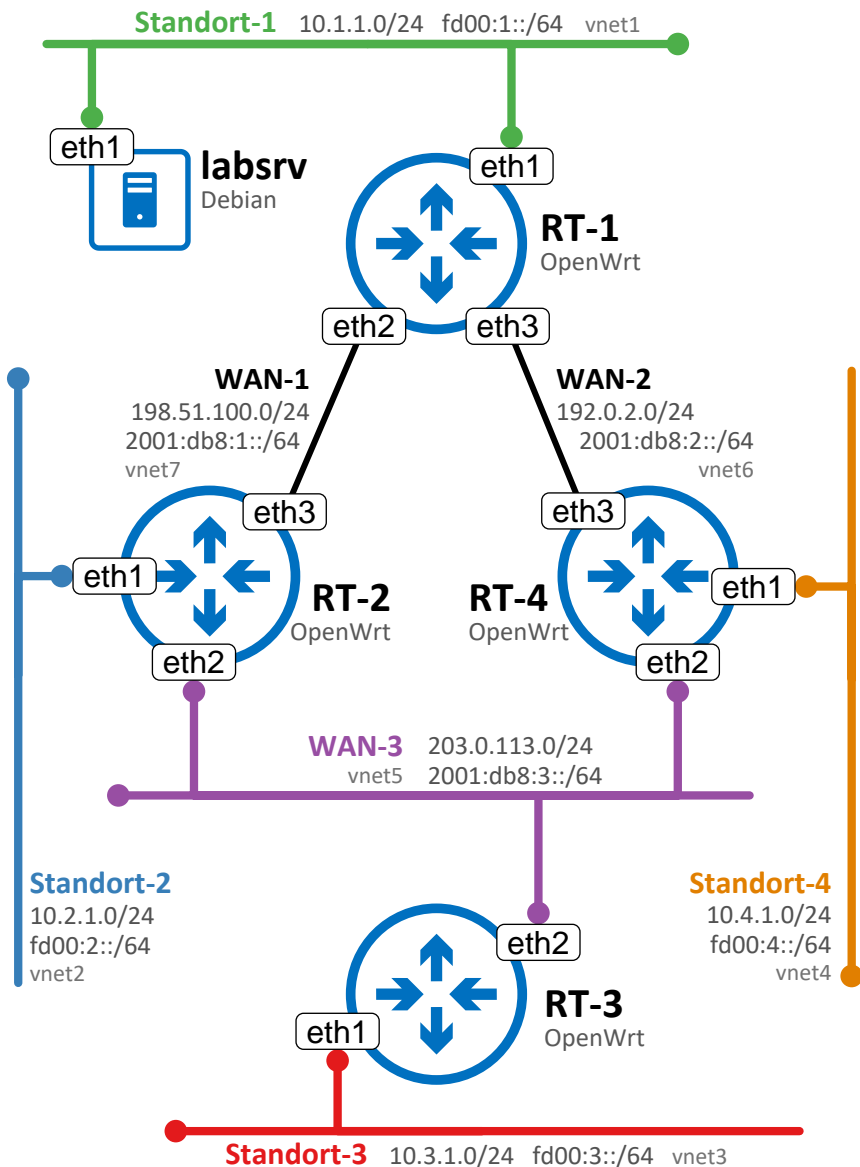 Standort-1 10.1.1.0/24 fd00:1::/64 vnet1
eth1
labsrv
Debian
eth1
RT-1
OpenWrt
eth2
eth3
WAN-1
198.51.100.0/24
2001:db8:1::/64
vnet7
WAN-2
192.0.2.0/24
2001:db8:2::/64
vnet6
eth3
eth1
RT-2
OpenWrt
eth2
eth3
eth1
RT-4
OpenWrt
eth2
WAN-3 203.0.113.0/24
vnet5 2001:db8:3::/64
Standort-2
10.2.1.0/24
fd00:2::/64
vnet2
Standort-4
10.4.1.0/24
fd00:4::/64
vnet4
eth2
RT-3
OpenWrt
eth1
Standort-3 10.3.1.0/24 fd00:3::/64 vnet3